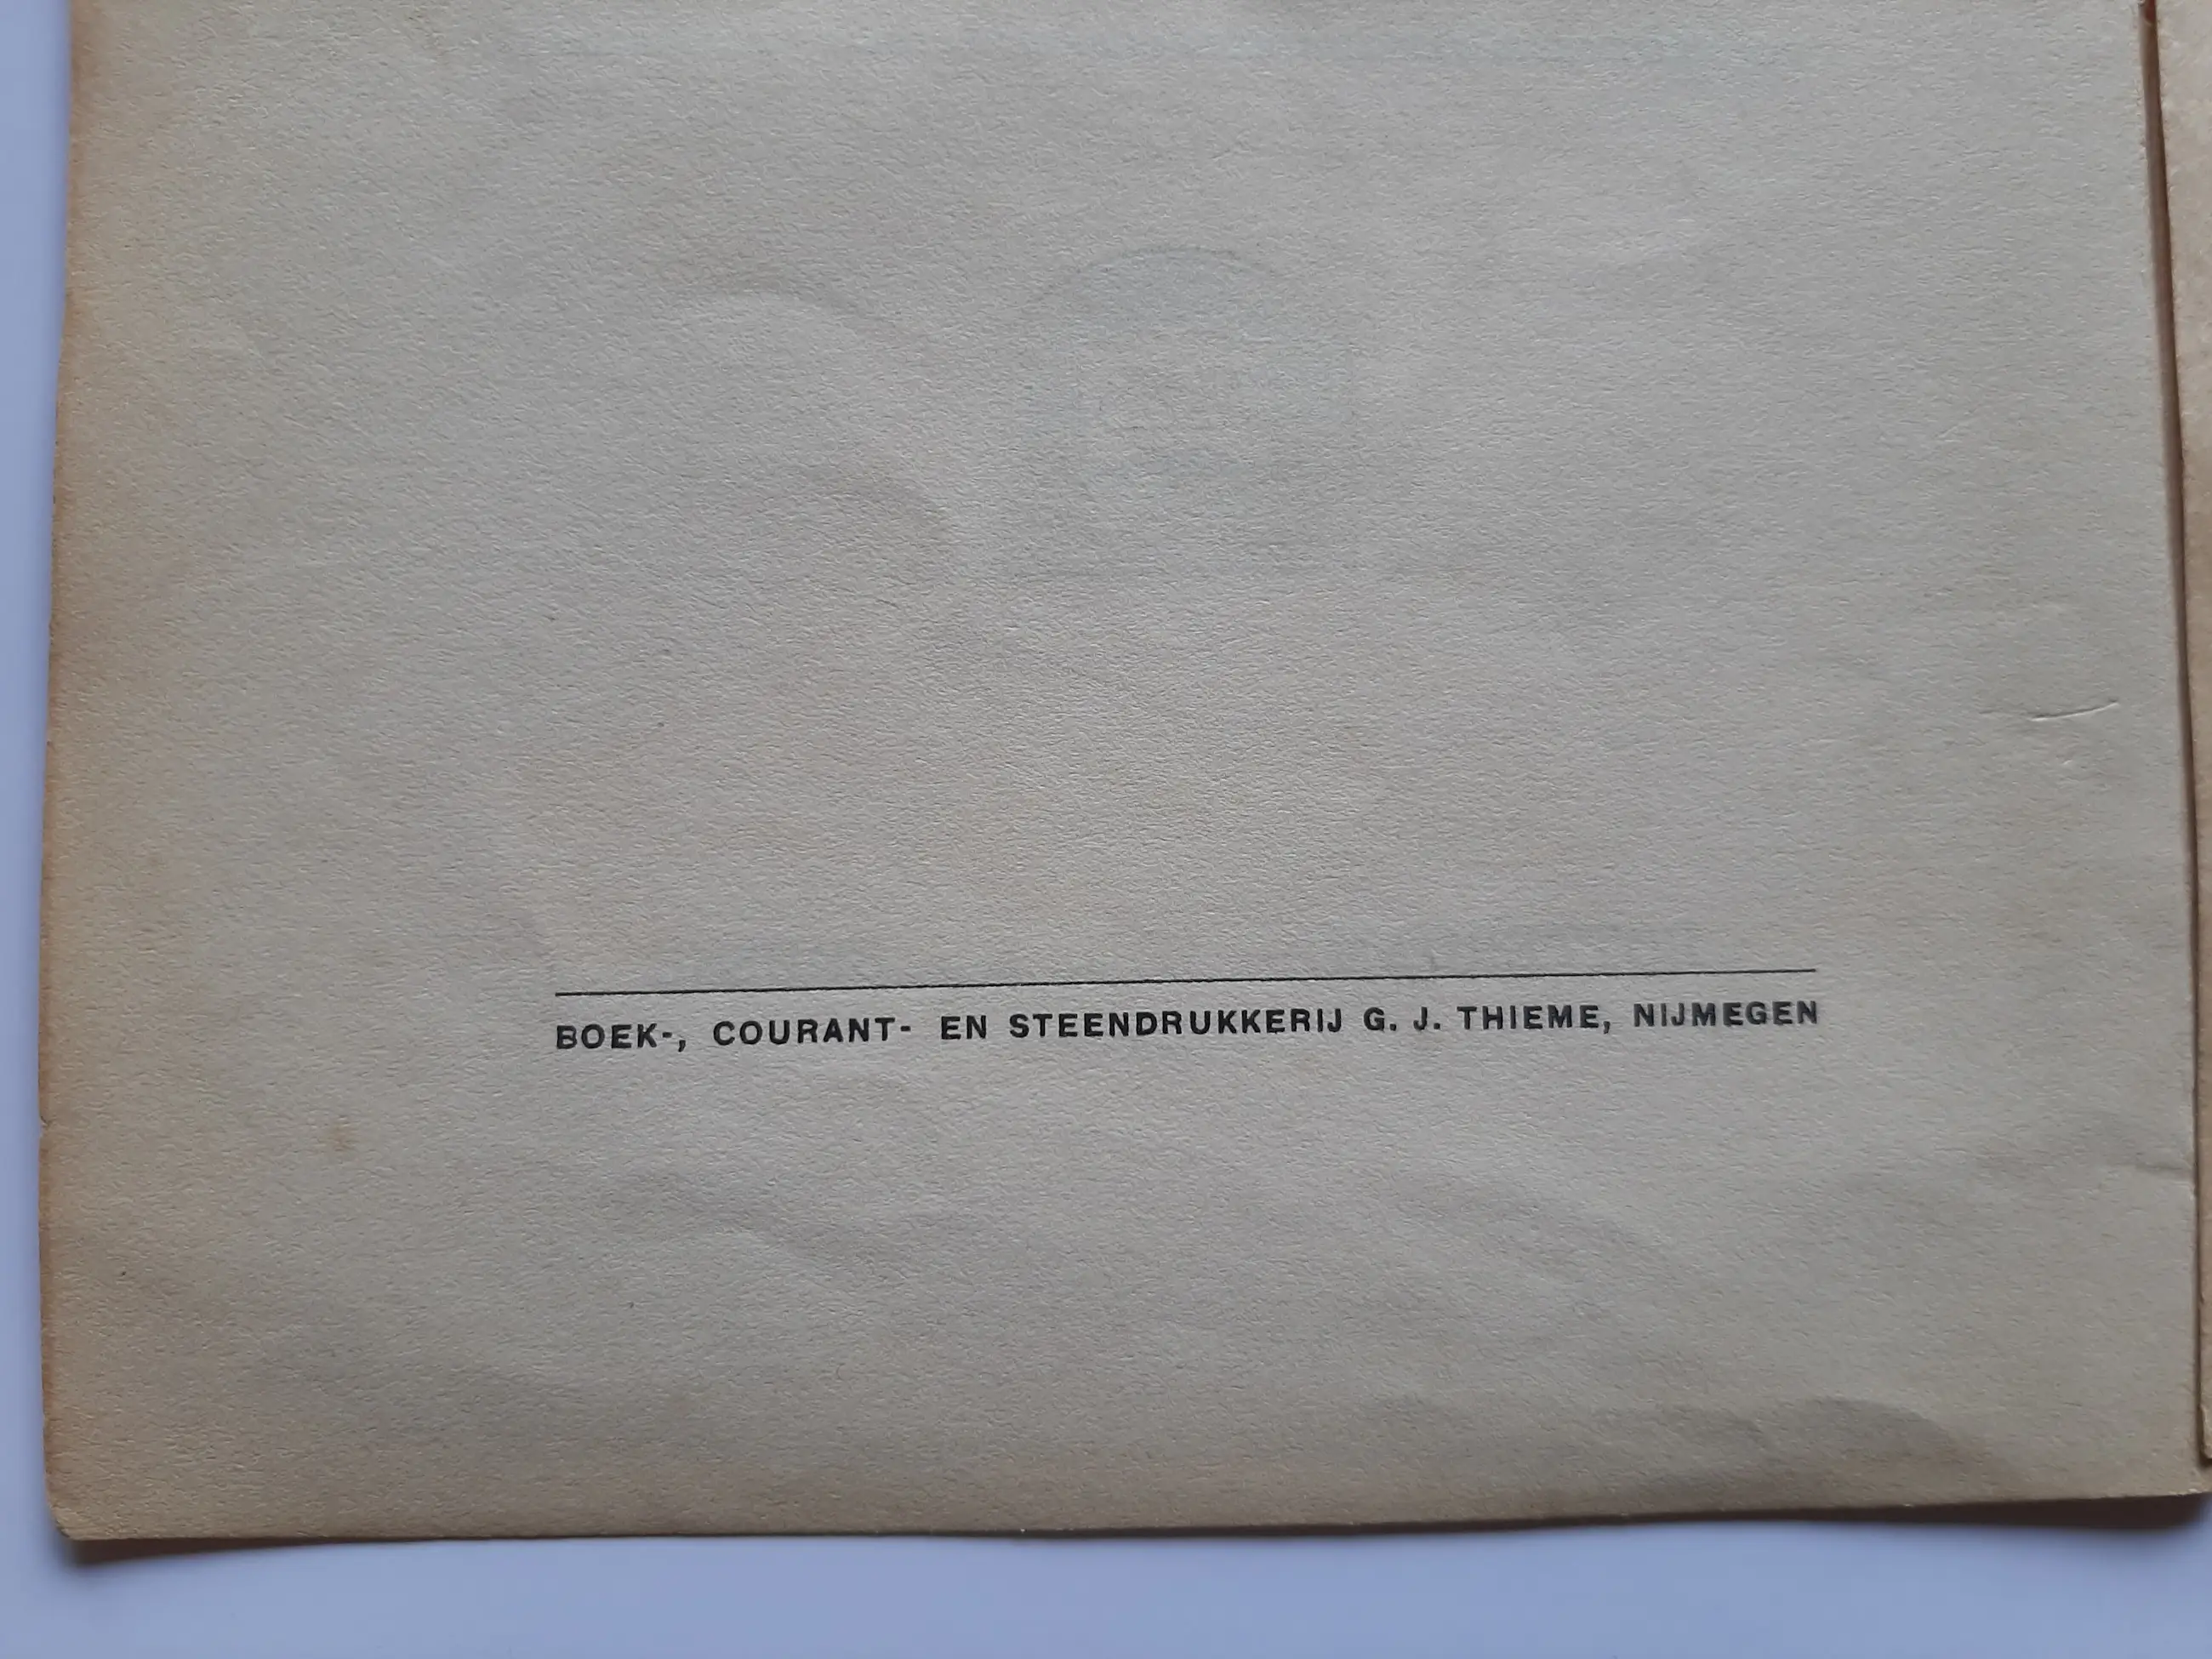 BOEK-, COURANT- EN STEENDRUKKERIJ G. J. THIEME, NIJMEGEN